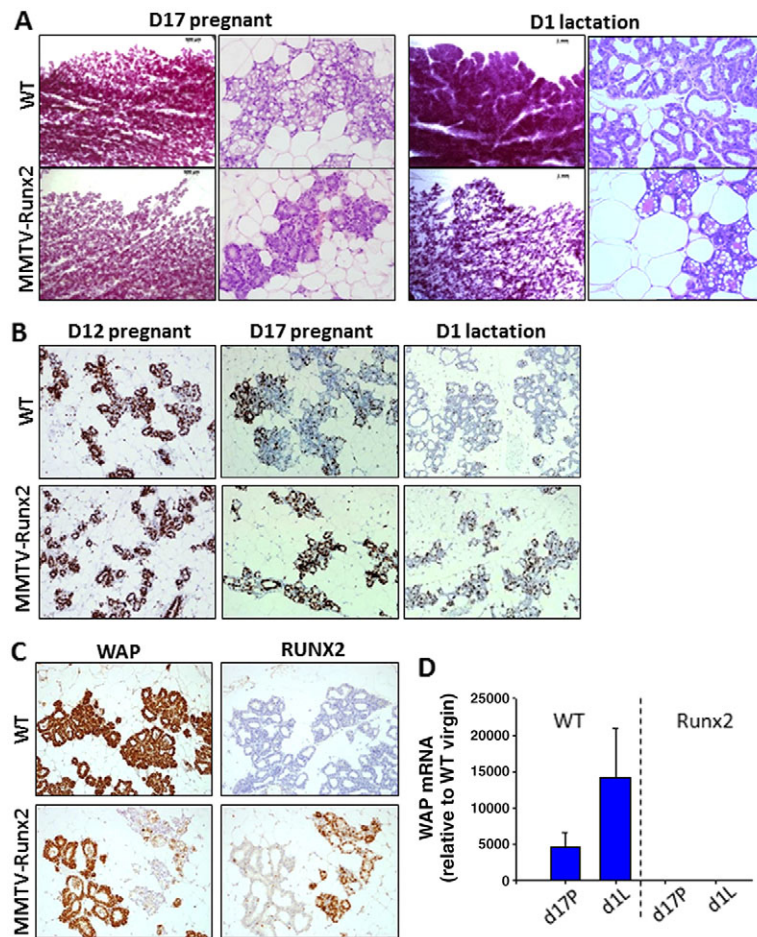 A
D17 pregnant
D1 lactation
WT
MMTV-Runx2
B
D12 pregnant
D17 pregnant
D1 lactation
WT
MMTV-Runx2
C
WAP
RUNX2
WT
MMTV-Runx2
D
WAP mRNA
(relative to WT virgin)
25000
20000
15000
10000
5000
0
WT
Runx2
d17P
d1L
d17P
d1L